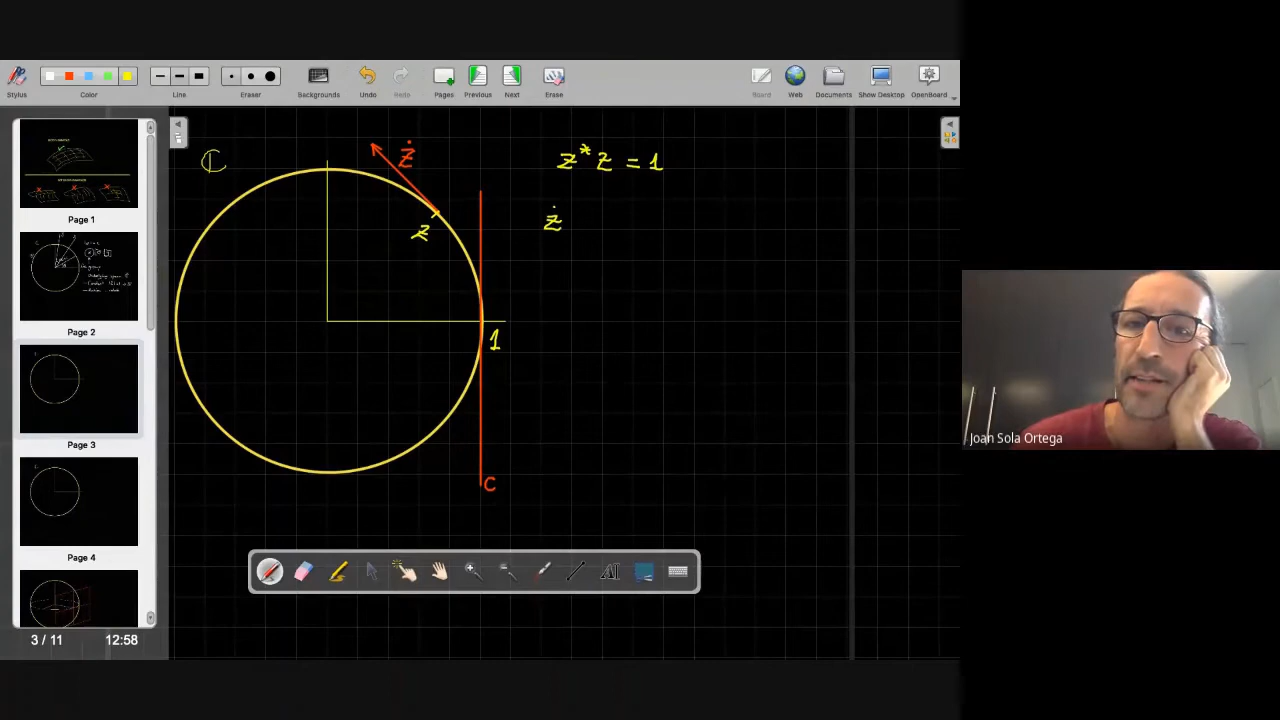 Stylus
Color
Line
Eraser
Backgrounds
Undo
Redo
Pages
Previous
Next
Erase
Board
Web
Documents
Show Desktop
OpenBoard
Page 1
Page 2
Page 3
Page 4
3 / 11
12:58
ℂ
ż
z
1
C
z* z = 1
ż
AI
Joan Sola Ortega